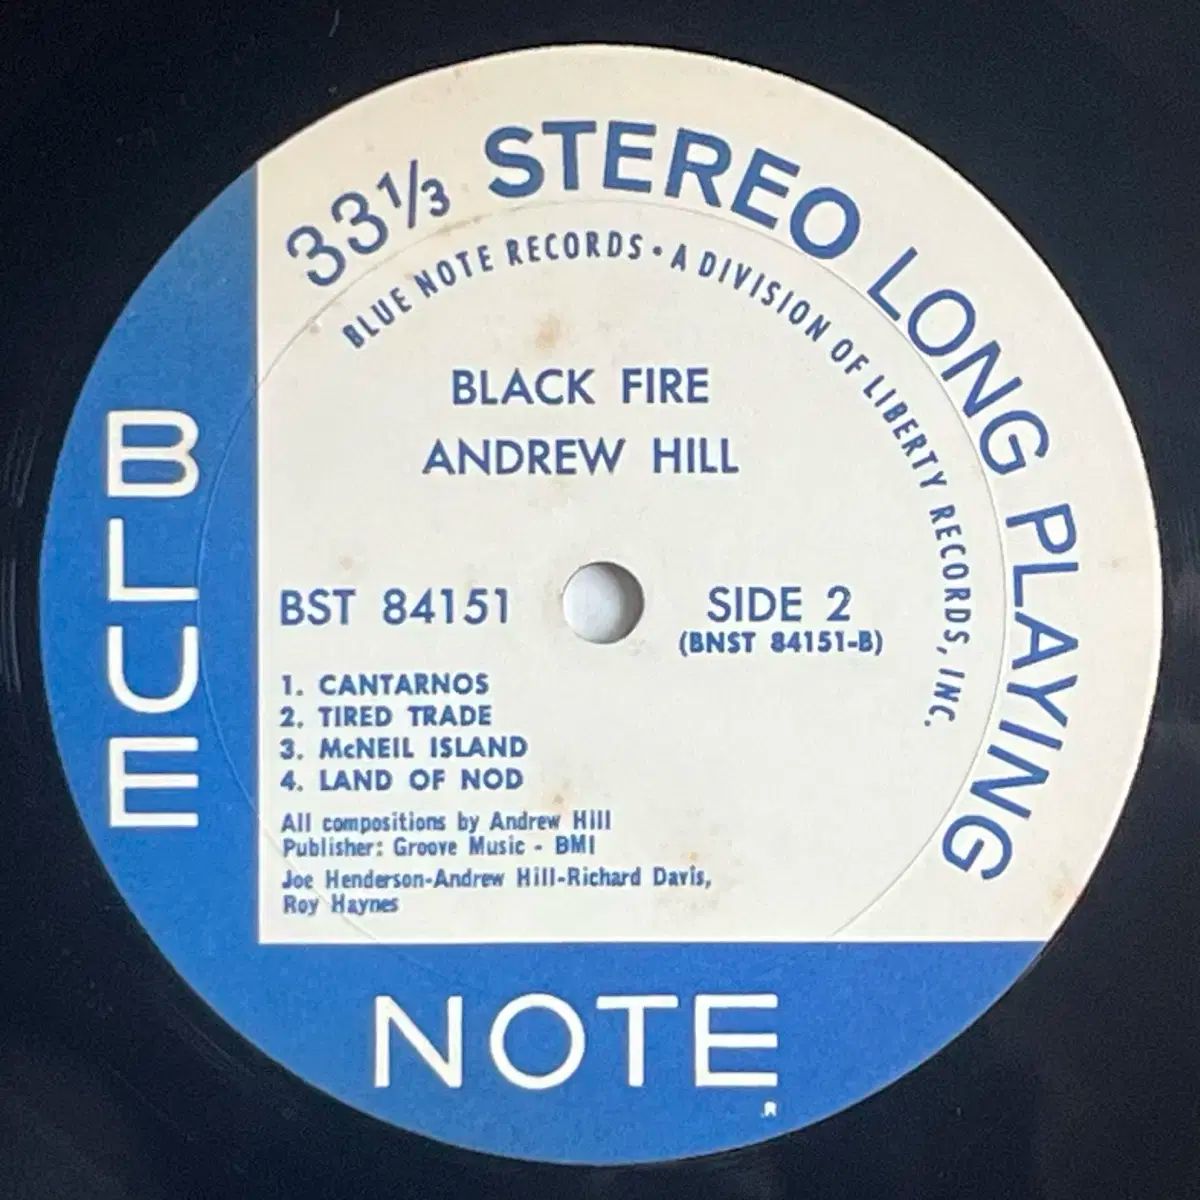 33⅓ STEREO LONG PLAYING
BLUE NOTE RECORDS • A DIVISION OF LIBERTY RECORDS, INC.
BLACK FIRE
ANDREW HILL
BST 84151
SIDE 2
(BNST 84151-B)
1. CANTARNOS
2. TIRED TRADE
3. McNEIL ISLAND
4. LAND OF NOD
All compositions by Andrew Hill
Publisher: Groove Music - BMI
Joe Henderson-Andrew Hill-Richard Davis,
Roy Haynes
BLUE
NOTE
R